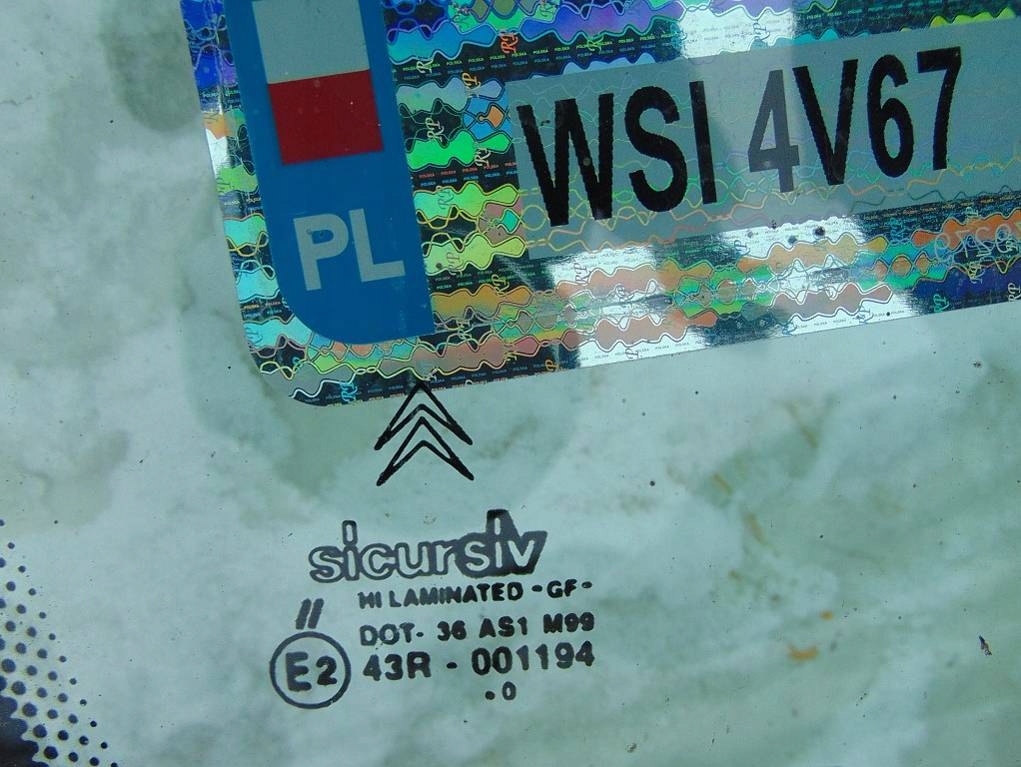 WSI 4V67
PL
sicursiv
HI LAMINATED -GF-
//
DOT- 36 AS1 M99
E2
43R - 001194
.0